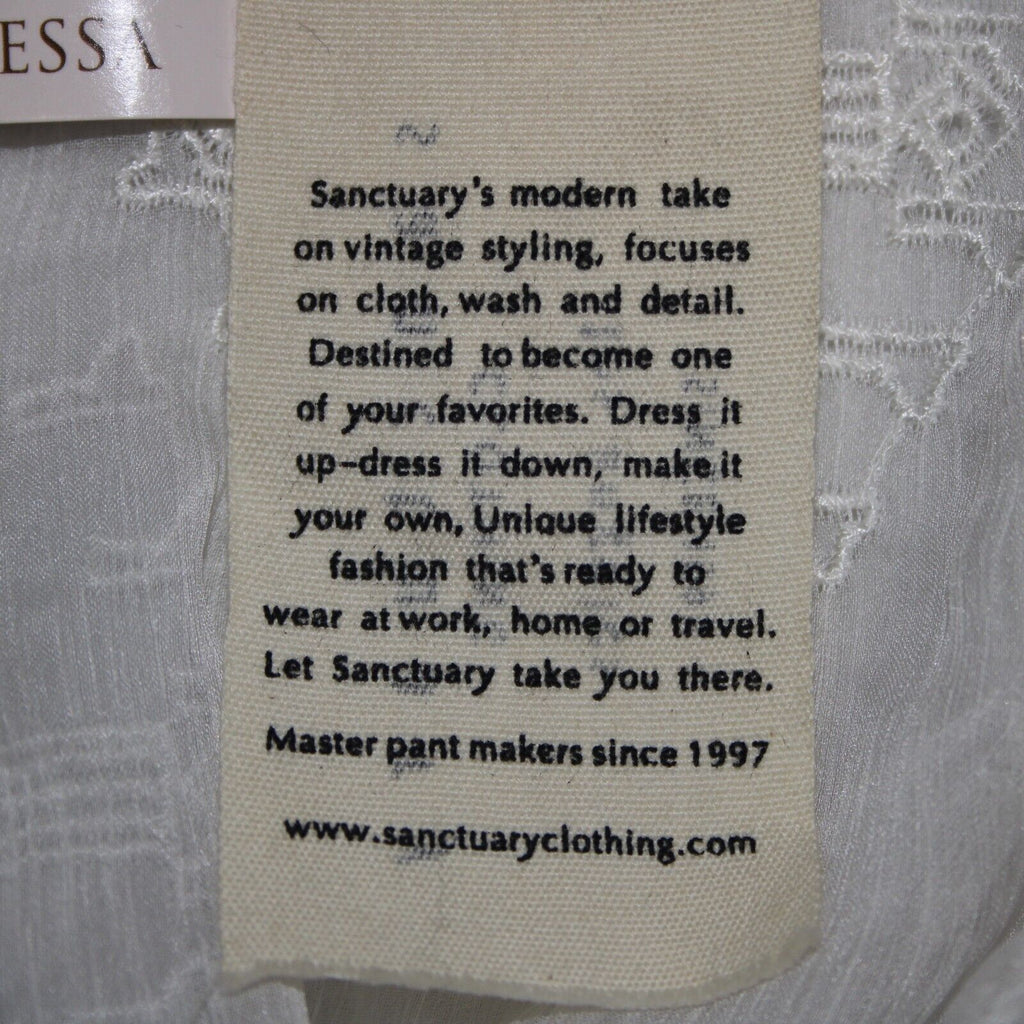 ESSA
Sanctuary's modern take
on vintage styling, focuses
on cloth, wash and detail.
Destined to become one
of your favorites. Dress it
up-dress it down, make it
your own, Unique lifestyle
fashion that's ready to
wear at work, home or travel.
Let Sanctuary take you there.
Master pant makers since 1997
www.sanctuaryclothing.com